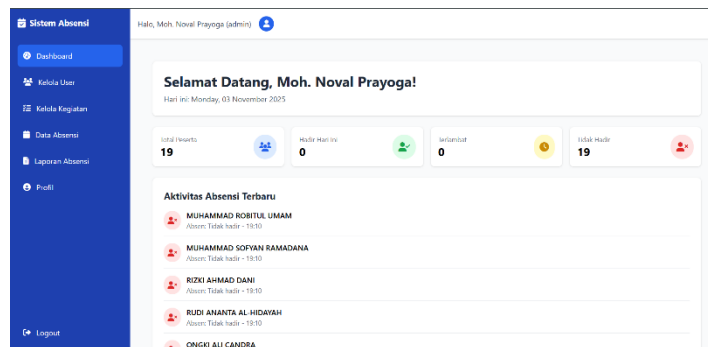 Sistem Absensi
Halo, Moh. Noval Prayoga (admin)
Dashboard
Kelola User
Kelola Kegiatan
Data Absensi
Laporan Absensi
Profil
Logout
Selamat Datang, Moh. Noval Prayoga!
Hari ini: Monday, 03 November 2025
Total Peserta
19
Hadir Hari Ini
0
Terlambat
0
Tidak Hadir
19
Aktivitas Absensi Terbaru
MUHAMMAD ROBITUL UMAM
Absen: Tidak hadir - 19:10
MUHAMMAD SOFYAN RAMADANA
Absen: Tidak hadir - 19:10
RIZKI AHMAD DANI
Absen: Tidak hadir - 19:10
RUDI ANANTA AL-HIDAYAH
Absen: Tidak hadir - 19:10
ONGKI ALI CANDRA